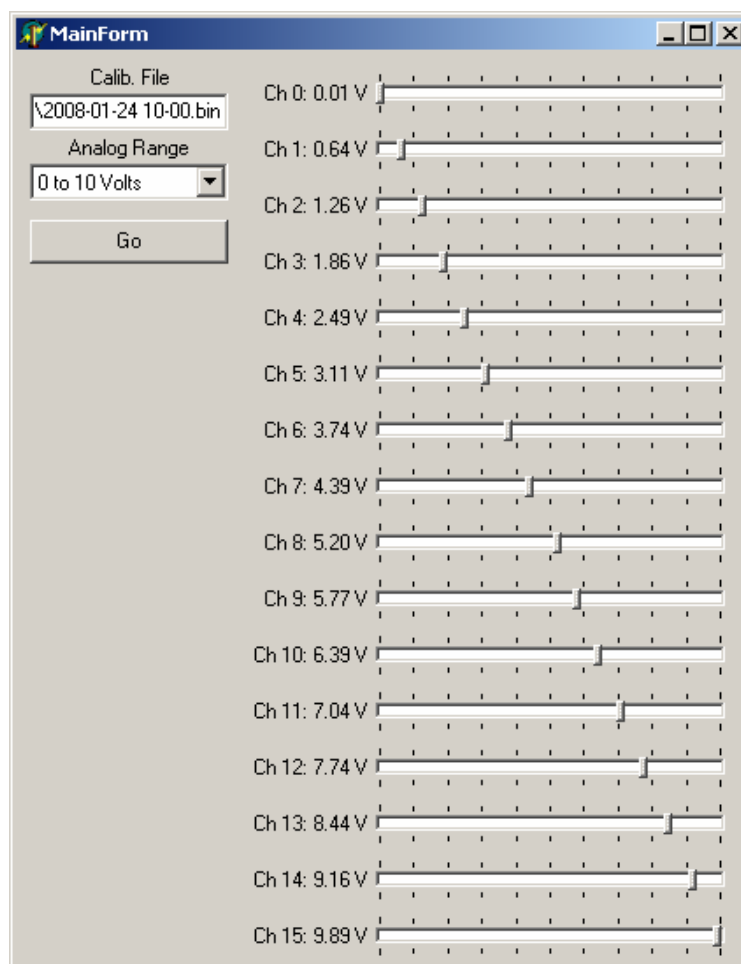 MainForm
Calib. File
\2008-01-24 10-00.bin
Analog Range
0 to 10 Volts
Go
Ch 0: 0.01 V
Ch 1: 0.64 V
Ch 2: 1.26 V
Ch 3: 1.86 V
Ch 4: 2.49 V
Ch 5: 3.11 V
Ch 6: 3.74 V
Ch 7: 4.39 V
Ch 8: 5.20 V
Ch 9: 5.77 V
Ch 10: 6.39 V
Ch 11: 7.04 V
Ch 12: 7.74 V
Ch 13: 8.44 V
Ch 14: 9.16 V
Ch 15: 9.89 V